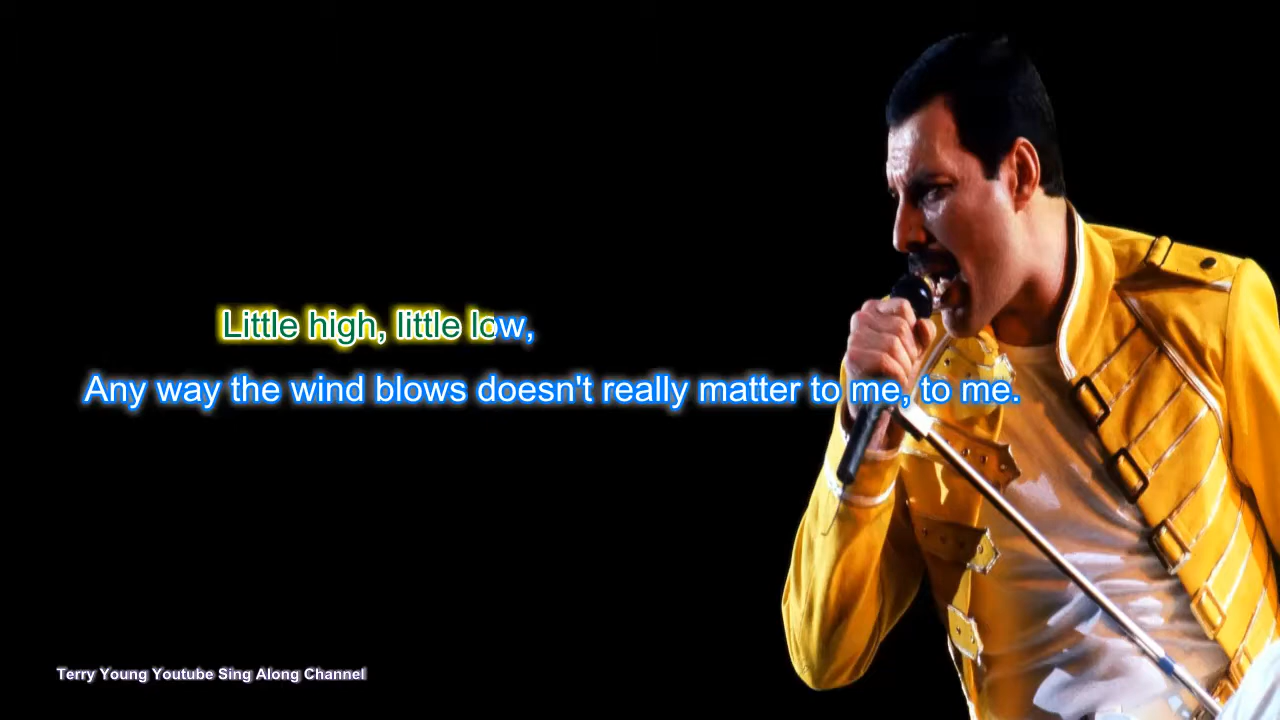 Little high, little low,
Any way the wind blows doesn't really matter to me, to me.
Terry Young Youtube Sing Along Channel